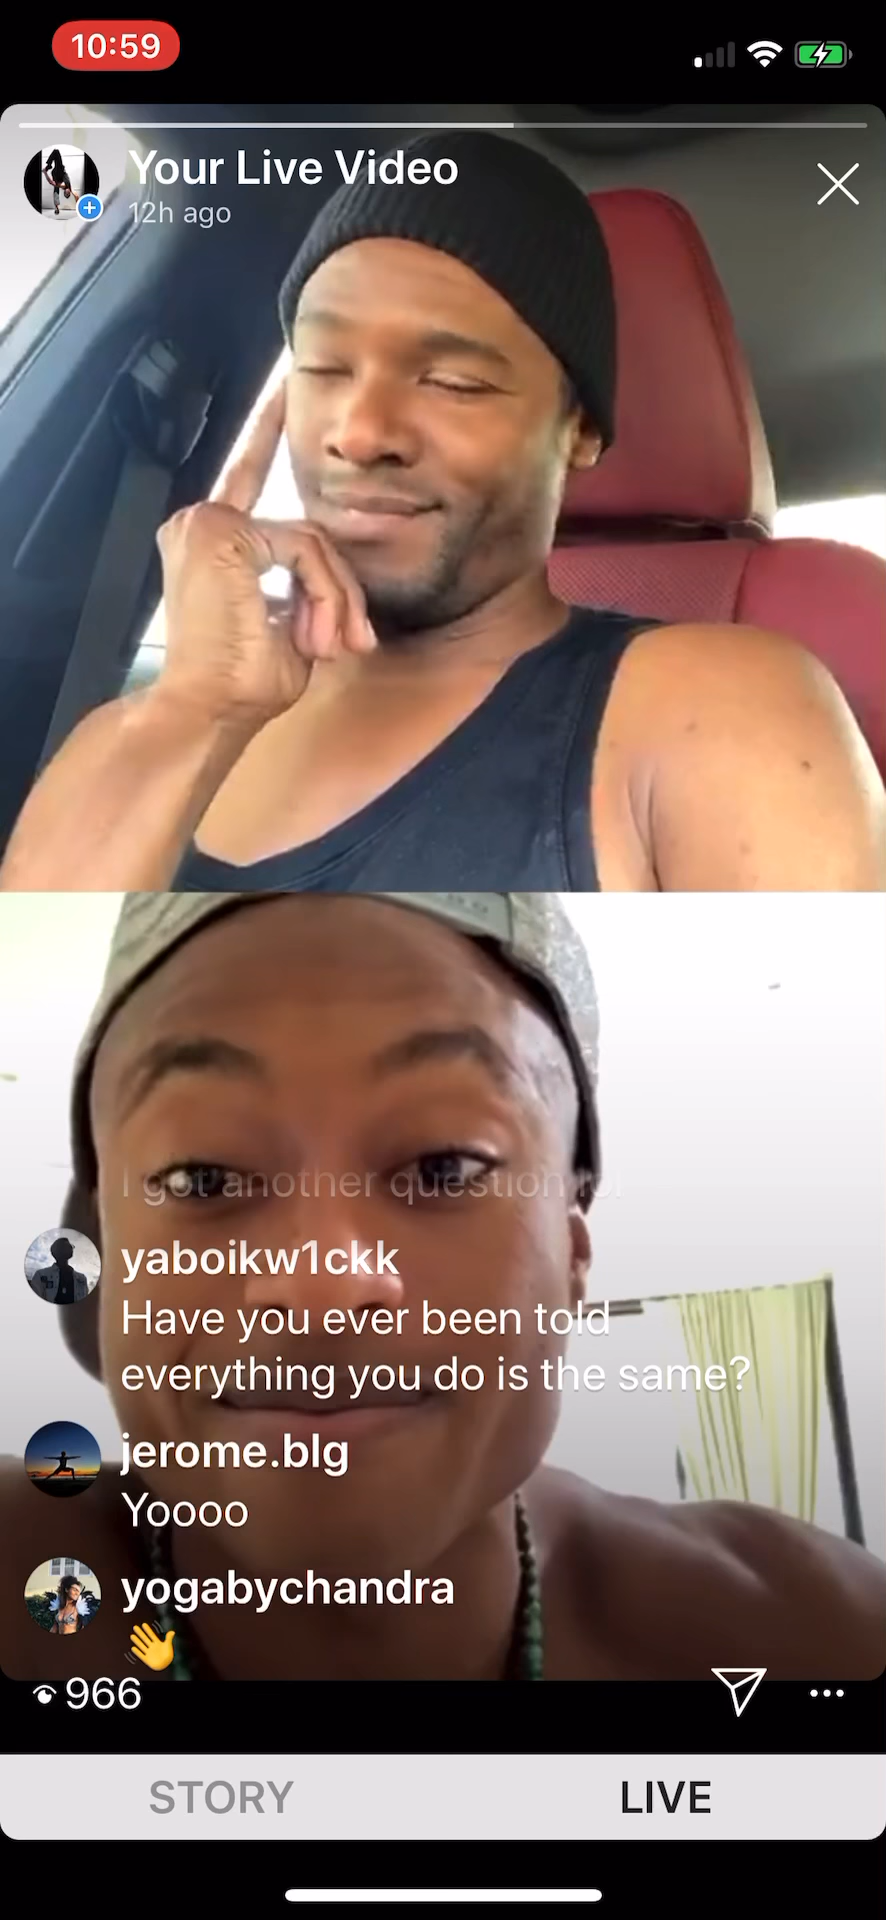 10:59
Your Live Video
12h ago
I got another question lol
yaboikw1ckk
Have you ever been told
everything you do is the same?
jerome.blg
Yoooo
yogabychandra
👋
966
STORY
LIVE